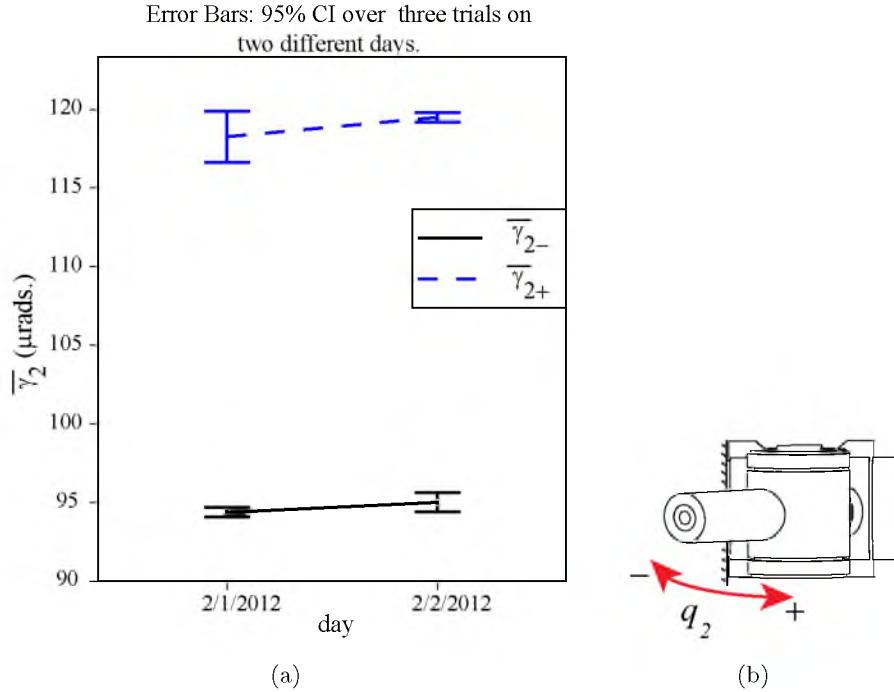 Error Bars: 95% CI over three trials on
two different days.
120
115
110
105
100
95
90
γ̅₂ (μrads.)
γ̅₂₋
γ̅₂₊
2/1/2012 2/2/2012
day
(a)
−
q₂
+
(b)